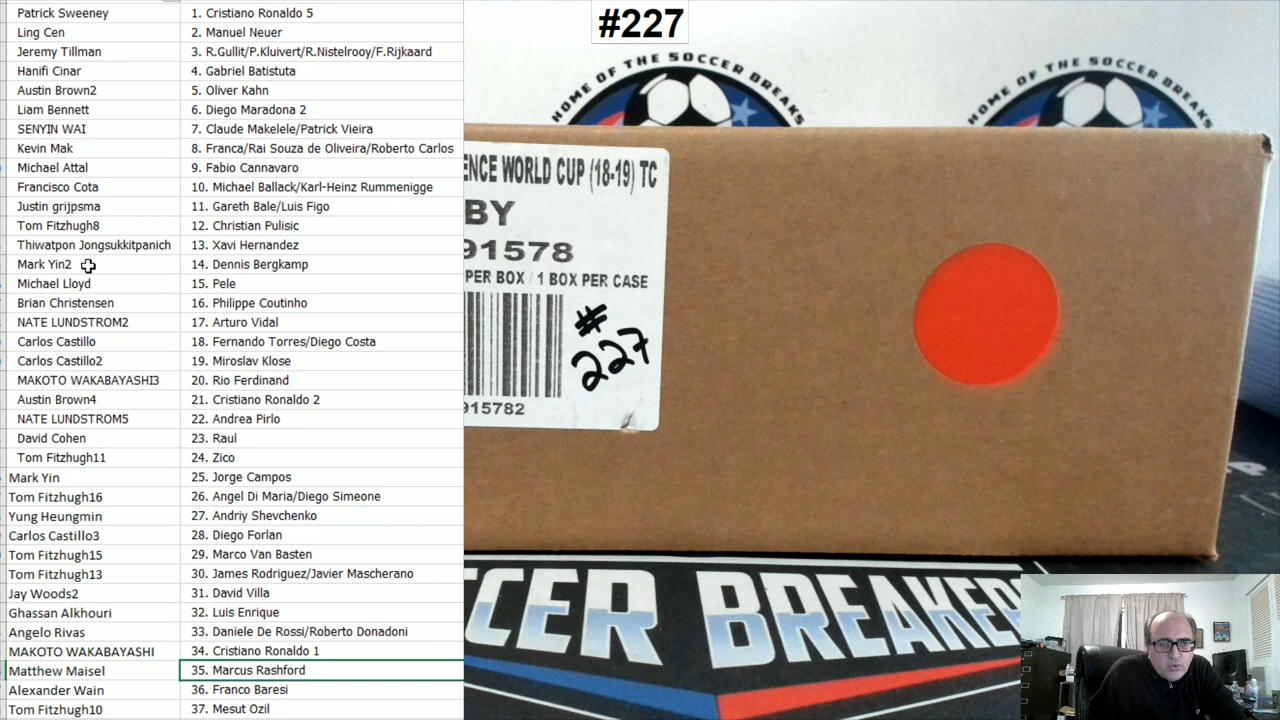 Patrick Sweeney 1. Cristiano Ronaldo 5
Ling Cen 2. Manuel Neuer
Jeremy Tillman 3. R.Gullit/P.Kluivert/R.Nistelrooy/F.Rijkaard
Hanifi Cinar 4. Gabriel Batistuta
Austin Brown2 5. Oliver Kahn
Liam Bennett 6. Diego Maradona 2
SENYIN WAI 7. Claude Makelele/Patrick Vieira
Kevin Mak 8. Franca/Rai Souza de Oliveira/Roberto Carlos
Michael Attal 9. Fabio Cannavaro
Francisco Cota 10. Michael Ballack/Karl-Heinz Rummenigge
Justin grijpsma 11. Gareth Bale/Luis Figo
Tom Fitzhugh8 12. Christian Pulisic
Thiwatpon Jongsukkitpanich 13. Xavi Hernandez
Mark Yin2 14. Dennis Bergkamp
Michael Lloyd 15. Pele
Brian Christensen 16. Philippe Coutinho
NATE LUNDSTROM2 17. Arturo Vidal
Carlos Castillo 18. Fernando Torres/Diego Costa
Carlos Castillo2 19. Miroslav Klose
MAKOTO WAKABAYASHI3 20. Rio Ferdinand
Austin Brown4 21. Cristiano Ronaldo 2
NATE LUNDSTROM5 22. Andrea Pirlo
David Cohen 23. Raul
Tom Fitzhugh11 24. Zico
Mark Yin 25. Jorge Campos
Tom Fitzhugh16 26. Angel Di Maria/Diego Simeone
Yung Heungmin 27. Andriy Shevchenko
Carlos Castillo3 28. Diego Forlan
Tom Fitzhugh15 29. Marco Van Basten
Tom Fitzhugh13 30. James Rodriguez/Javier Mascherano
Jay Woods2 31. David Villa
Ghassan Alkhouri 32. Luis Enrique
Angelo Rivas 33. Daniele De Rossi/Roberto Donadoni
MAKOTO WAKABAYASHI 34. Cristiano Ronaldo 1
Matthew Maisel 35. Marcus Rashford
Alexander Wain 36. Franco Baresi
Tom Fitzhugh10 37. Mesut Ozil
#227
HOME OF THE SOCCER BREAKS
HOME OF THE SOCCER BREAKS
ENCE WORLD CUP (18-19) TC
BY
91578
PER BOX / 1 BOX PER CASE
#
227
915782
CCER BREAKER